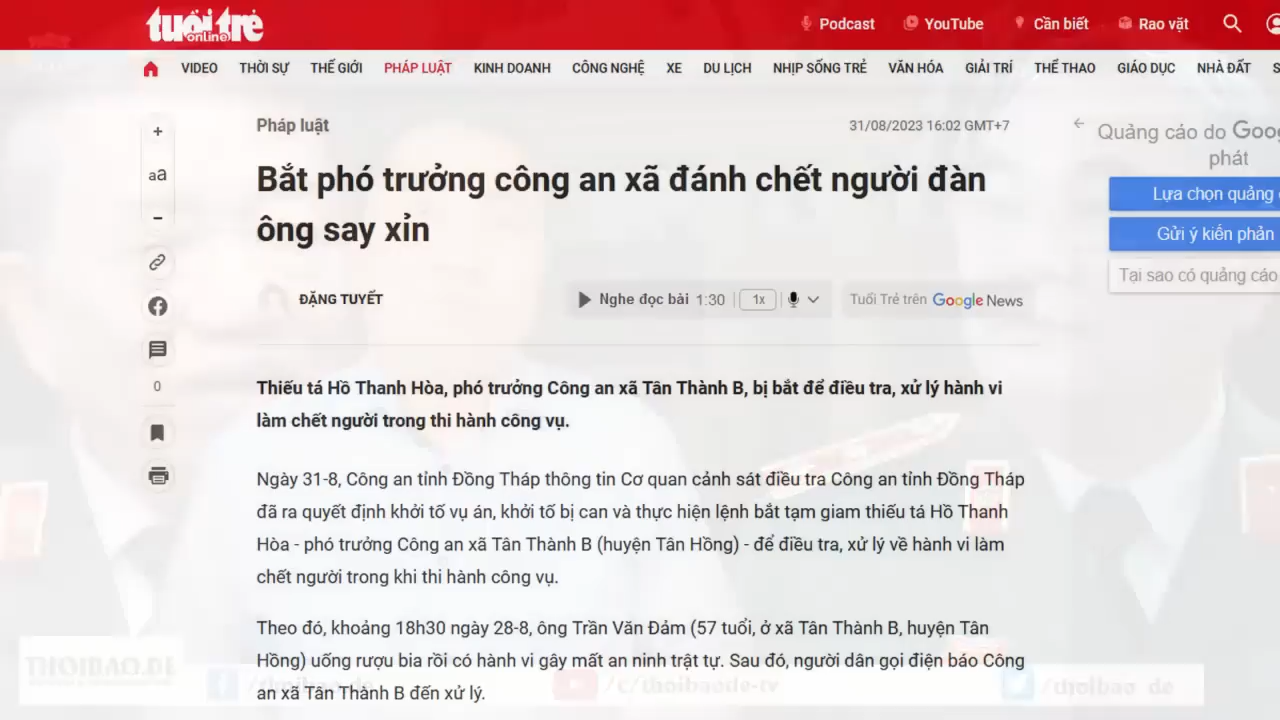 tuổi trẻ
online
Podcast YouTube Cần biết Rao vặt
VIDEO THỜI SỰ THẾ GIỚI PHÁP LUẬT KINH DOANH CÔNG NGHỆ XE DU LỊCH NHỊP SỐNG TRẺ VĂN HÓA GIẢI TRÍ THỂ THAO GIÁO DỤC NHÀ ĐẤT S
+
aA
−
0
Pháp luật 31/08/2023 16:02 GMT+7
Bắt phó trưởng công an xã đánh chết người đàn
ông say xỉn
ĐẶNG TUYẾT
Nghe đọc bài 1:30 1x
Tuổi Trẻ trên Google News
Thiếu tá Hồ Thanh Hòa, phó trưởng Công an xã Tân Thành B, bị bắt để điều tra, xử lý hành vi
làm chết người trong thi hành công vụ.
Ngày 31-8, Công an tỉnh Đồng Tháp thông tin Cơ quan cảnh sát điều tra Công an tỉnh Đồng Tháp
đã ra quyết định khởi tố vụ án, khởi tố bị can và thực hiện lệnh bắt tạm giam thiếu tá Hồ Thanh
Hòa - phó trưởng Công an xã Tân Thành B (huyện Tân Hồng) - để điều tra, xử lý về hành vi làm
chết người trong khi thi hành công vụ.
Theo đó, khoảng 18h30 ngày 28-8, ông Trần Văn Đảm (57 tuổi, ở xã Tân Thành B, huyện Tân
Hồng) uống rượu bia rồi có hành vi gây mất an ninh trật tự. Sau đó, người dân gọi điện báo Công
an xã Tân Thành B đến xử lý.
Quảng cáo do Goog
phát
Lựa chọn quảng
Gửi ý kiến phản
Tại sao có quảng cáo
THOIBAO.DE
/thoibao.de
/c/thoibaode-tv
/thoibao_de